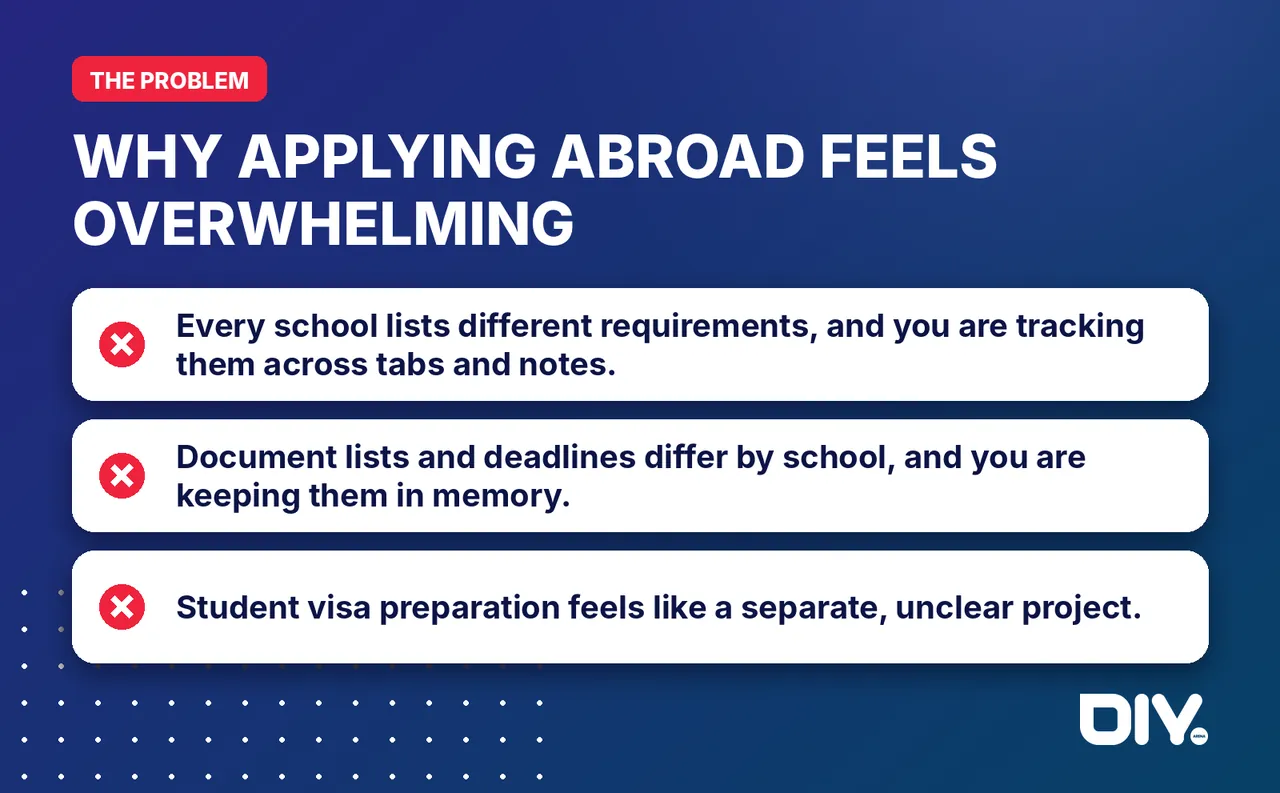 THE PROBLEM
WHY APPLYING ABROAD FEELS
OVERWHELMING
Every school lists different requirements, and you are tracking
them across tabs and notes.
Document lists and deadlines differ by school, and you are
keeping them in memory.
Student visa preparation feels like a separate, unclear project.
DIY.